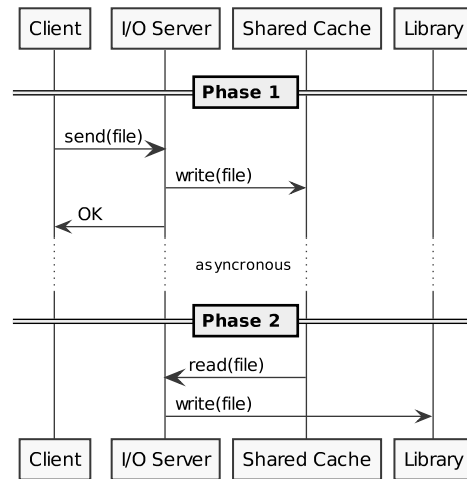 Client I/O Server Shared Cache Library
Phase 1
send(file)
write(file)
OK
asyncronous
Phase 2
read(file)
write(file)
Client I/O Server Shared Cache Library